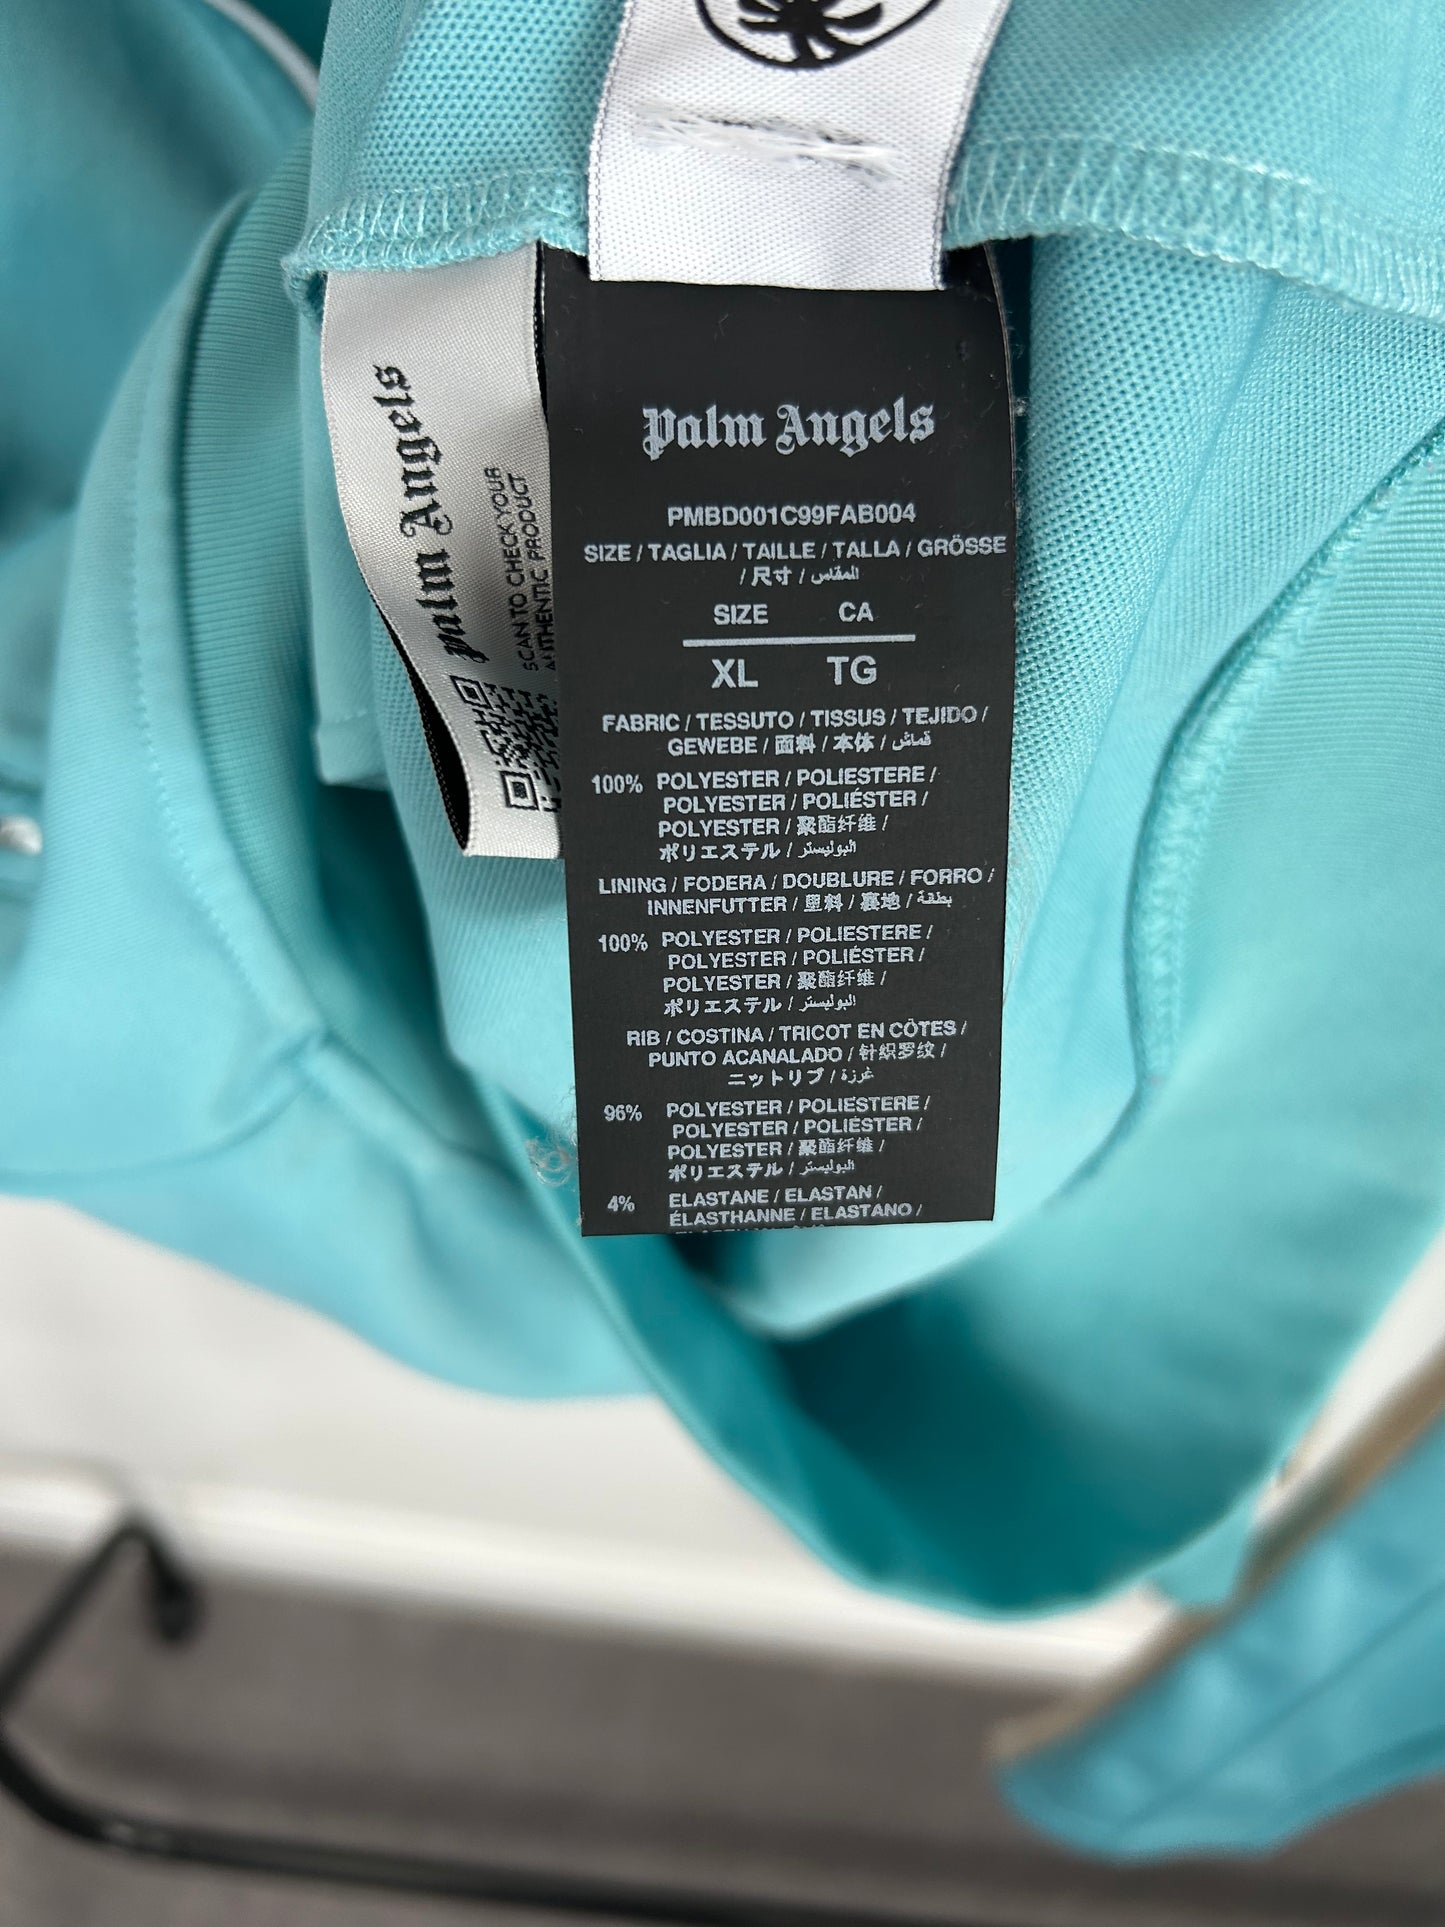 Palm Angels
SCAN TO CHECK YOUR
AUTHENTIC PRODUCT
Palm Angels
PMBD001C99FAB004
SIZE / TAGLIA / TAILLE / TALLA / GRÖSSE
/ 尺寸 / المقاس
SIZE CA
XL TG
FABRIC / TESSUTO / TISSUS / TEJIDO /
GEWEBE / 面料 / 本体 / قماش
100% POLYESTER / POLIESTERE /
POLYESTER / POLIÉSTER /
POLYESTER / 聚酯纤维 /
ポリエステル / البوليستر
LINING / FODERA / DOUBLURE / FORRO /
INNENFUTTER / 里料 / 裏地 / بطقة
100% POLYESTER / POLIESTERE /
POLYESTER / POLIÉSTER /
POLYESTER / 聚酯纤维 /
ポリエステル / البوليستر
RIB / COSTINA / TRICOT EN CÔTES /
PUNTO ACANALADO / 针织罗纹 /
ニットリブ / غرزة
96% POLYESTER / POLIESTERE /
POLYESTER / POLIÉSTER /
POLYESTER / 聚酯纤维 /
ポリエステル / البوليستر
4% ELASTANE / ELASTAN /
ÉLASTHANNE / ELASTANO /